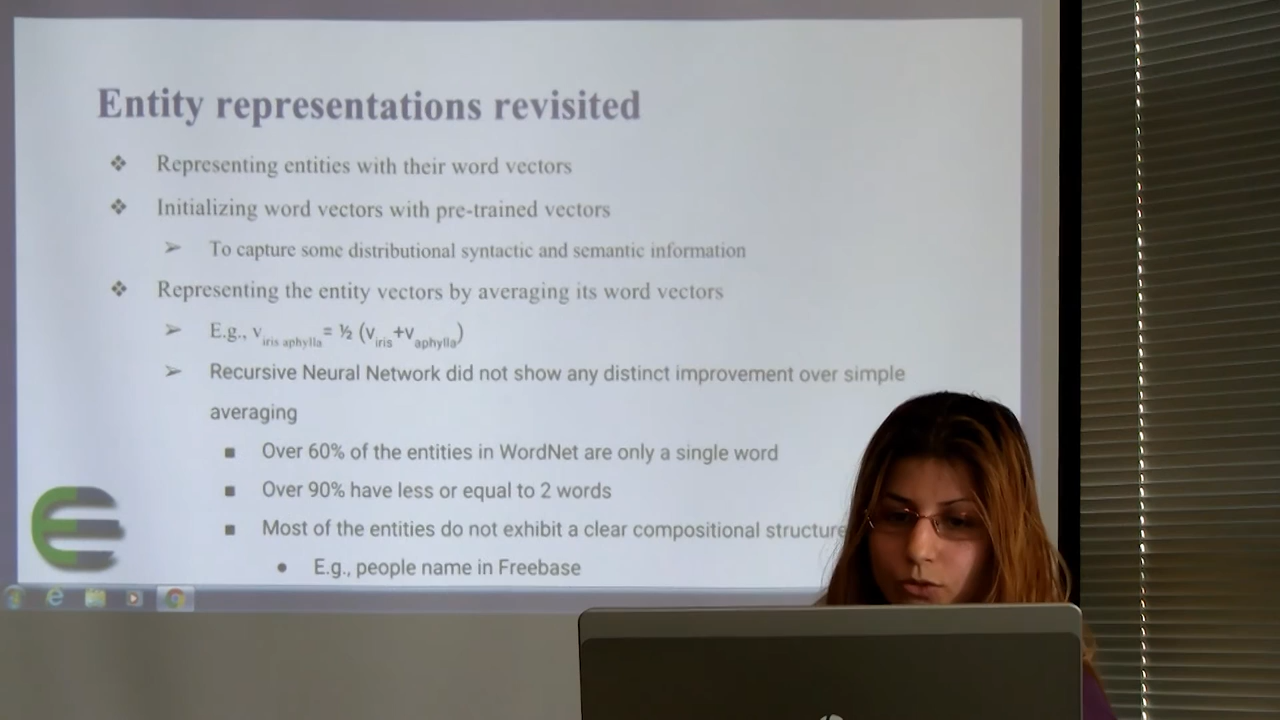 Entity representations revisited
❖ Representing entities with their word vectors
❖ Initializing word vectors with pre-trained vectors
➢ To capture some distributional syntactic and semantic information
❖ Representing the entity vectors by averaging its word vectors
➢ E.g., v iris aphylla = ½ (v iris + v aphylla)
➢ Recursive Neural Network did not show any distinct improvement over simple
averaging
■ Over 60% of the entities in WordNet are only a single word
■ Over 90% have less or equal to 2 words
■ Most of the entities do not exhibit a clear compositional structure
● E.g., people name in Freebase